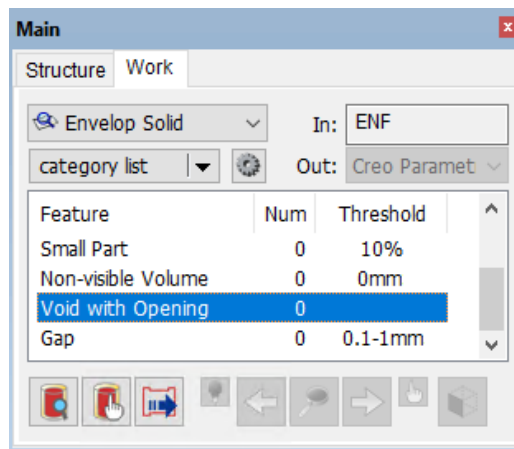 Main
Structure Work
Envelop Solid In: ENF
category list Out: Creo Paramet
Feature Num Threshold
Small Part 0 10%
Non-visible Volume 0 0mm
Void with Opening 0
Gap 0 0.1-1mm